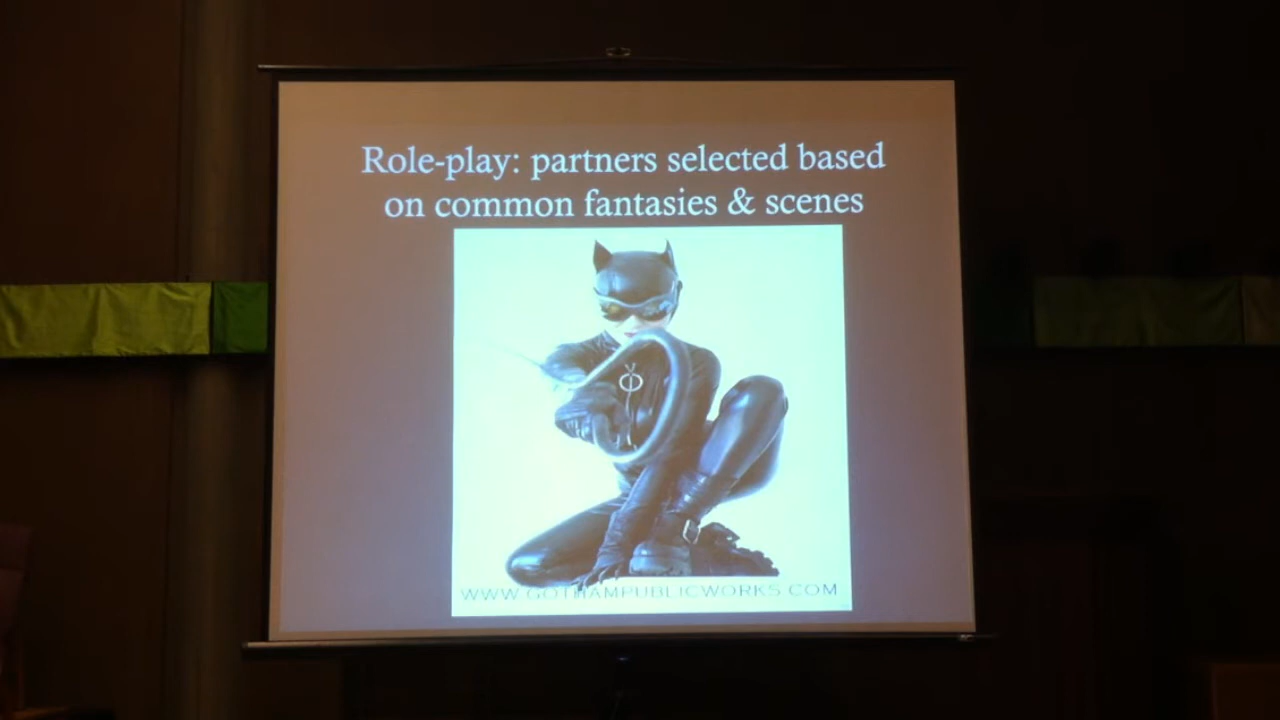 Role-play: partners selected based
on common fantasies & scenes
WWW.GOTHAMPUBLICWORKS.COM